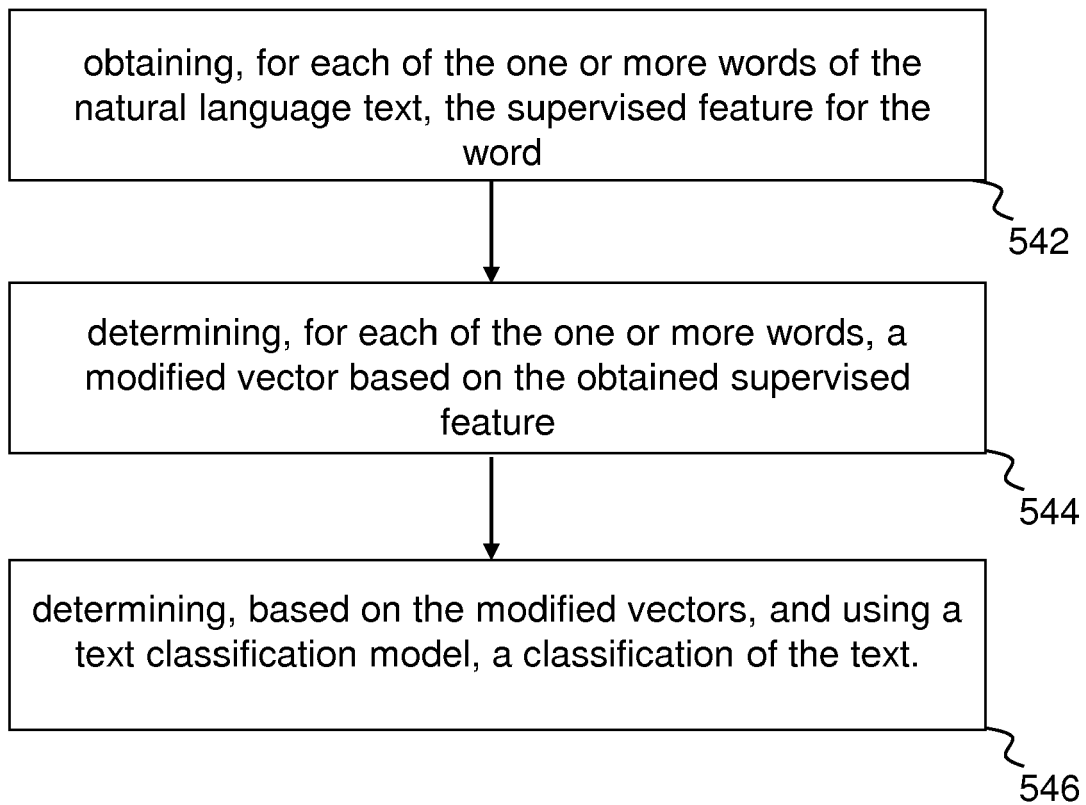 obtaining, for each of the one or more words of the
natural language text, the supervised feature for the
word
542
determining, for each of the one or more words, a
modified vector based on the obtained supervised
feature
544
determining, based on the modified vectors, and using a
text classification model, a classification of the text.
546